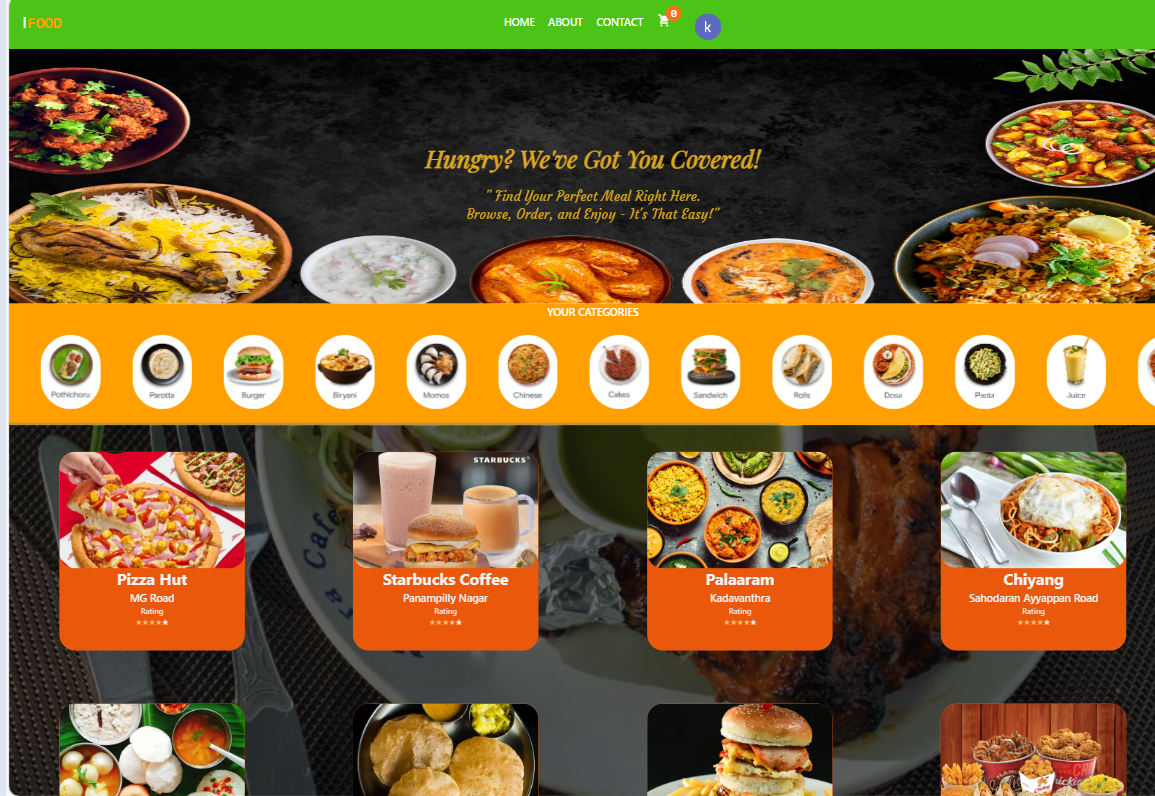 I FOOD
HOME ABOUT CONTACT 0 k
Hungry? We've Got You Covered!
" Find Your Perfect Meal Right Here.
Browse, Order, and Enjoy - It's That Easy!"
YOUR CATEGORIES
Pothichoru Parotta Burger Biryani Momos Chinese Cakes Sandwich Rolls Dosa Pasta Juice
STARBUCKS
Pizza Hut Starbucks Coffee Palaaram Chiyang
MG Road Panampilly Nagar Kadavanthra Sahodaran Ayyappan Road
Rating Rating Rating Rating